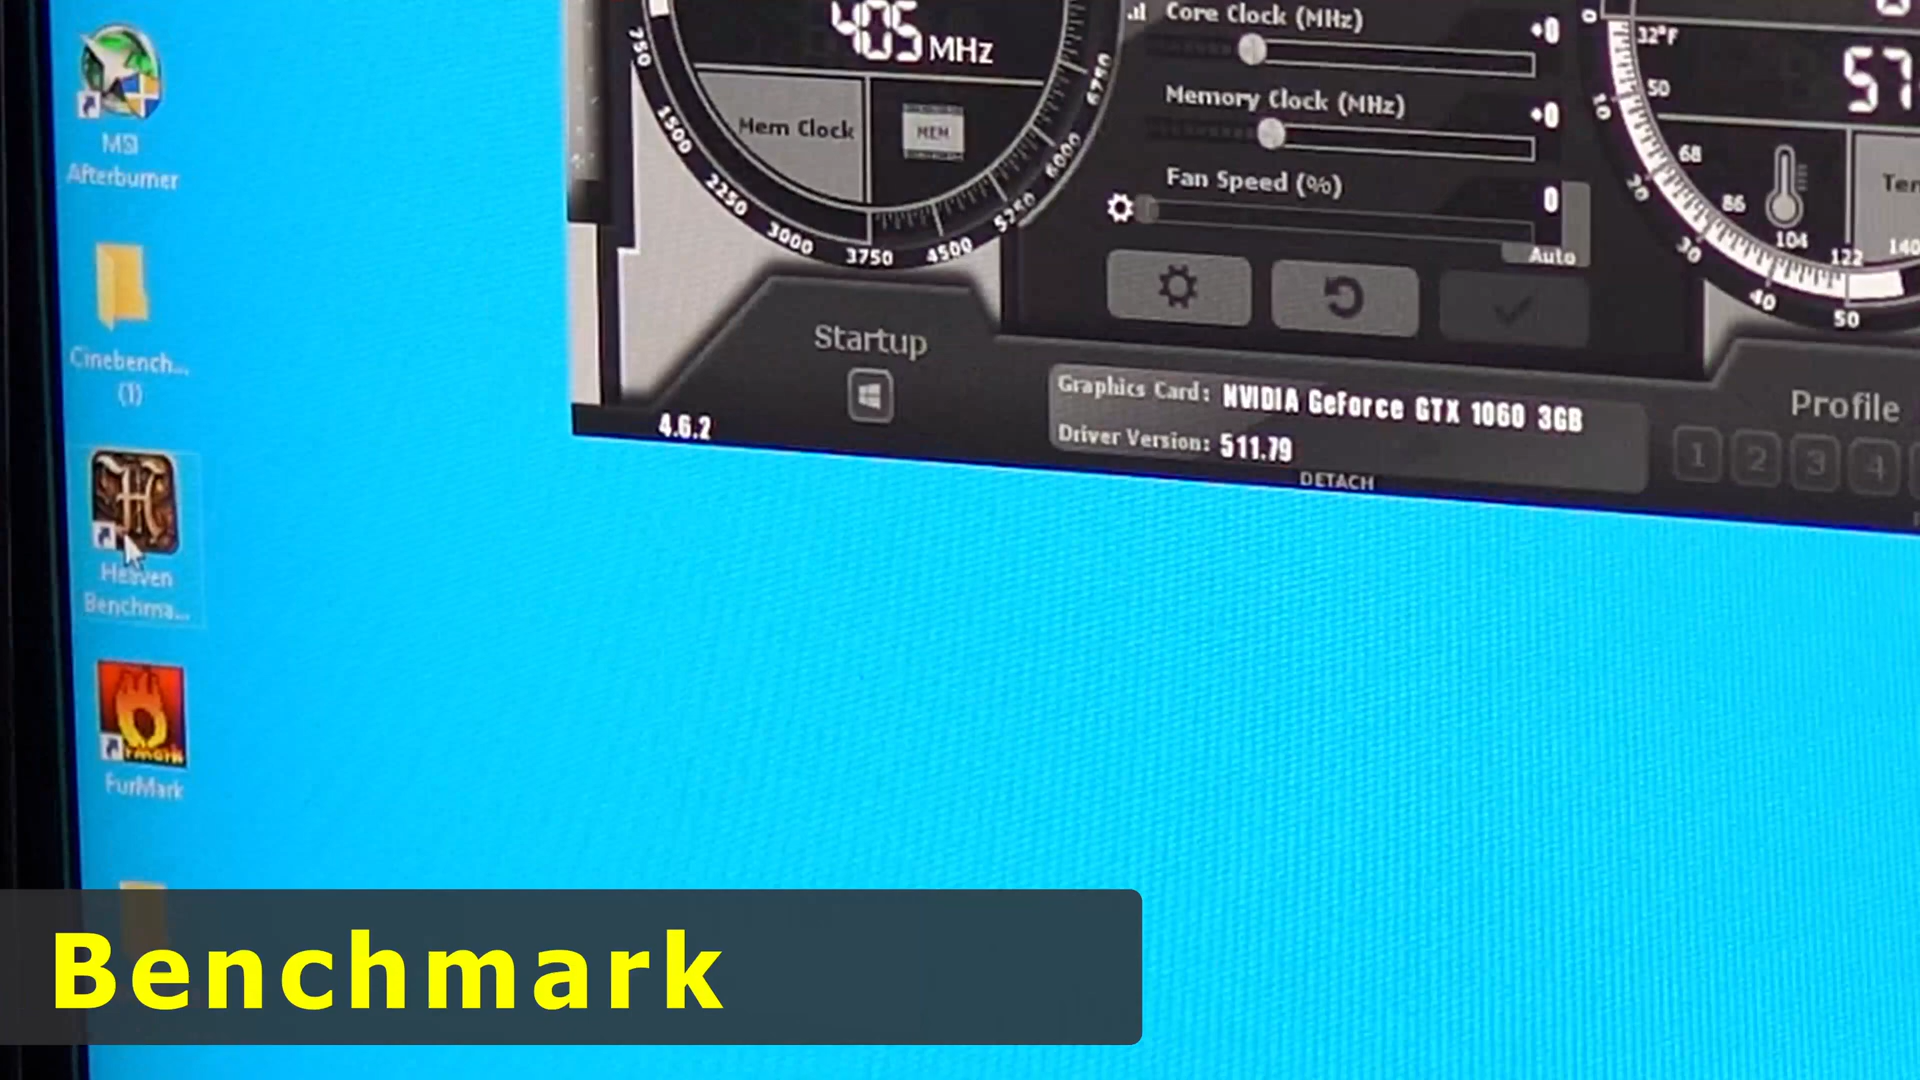 MSI
Afterburner
Cinebench...
(1)
Heaven
Benchma...
FurMark
405 MHz
Mem Clock
MEM
750
1500
2250
3000
3750
4500
5250
6000
6750
Core Clock (MHz)
+0
Memory Clock (MHz)
+0
Fan Speed (%)
0
Auto
Startup
4.6.2
Graphics Card: NVIDIA GeForce GTX 1060 3GB
Driver Version: 511.79
DETACH
Profile
1 2 3 4
57
0
32°F
50
68
86
104
122
140
10
20
30
40
50
Benchmark